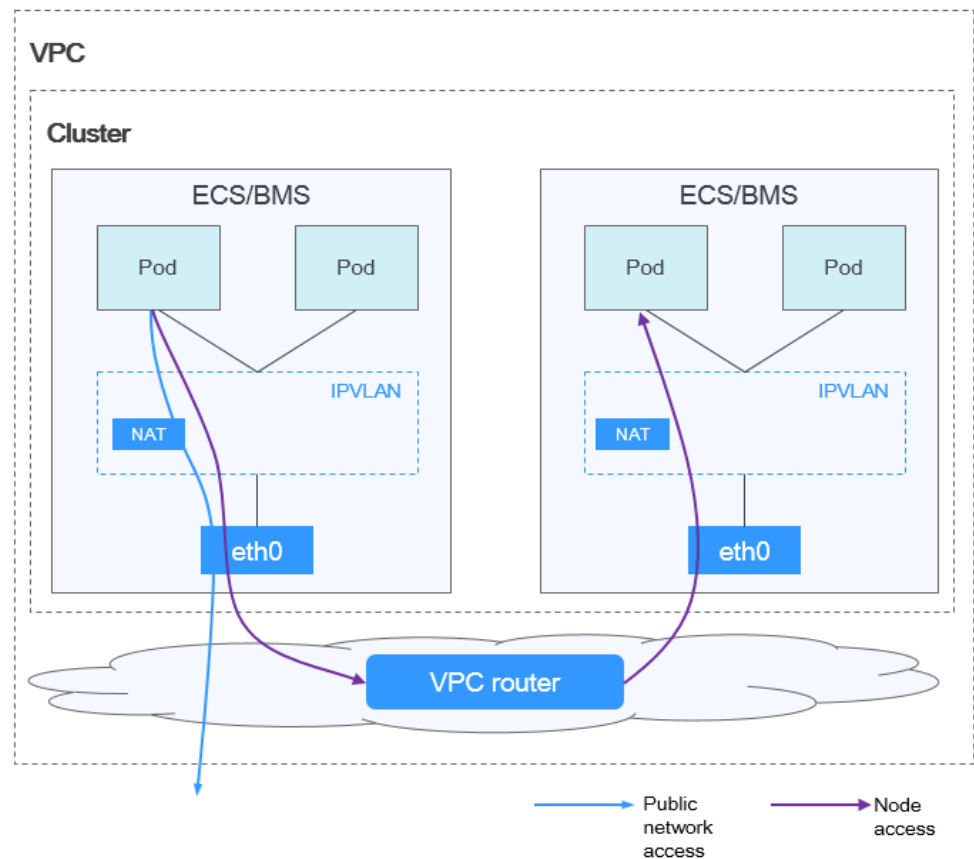 VPC
Cluster
ECS/BMS
ECS/BMS
Pod
Pod
Pod
Pod
IPVLAN
IPVLAN
NAT
NAT
eth0
eth0
VPC router
Public
network
access
Node
access